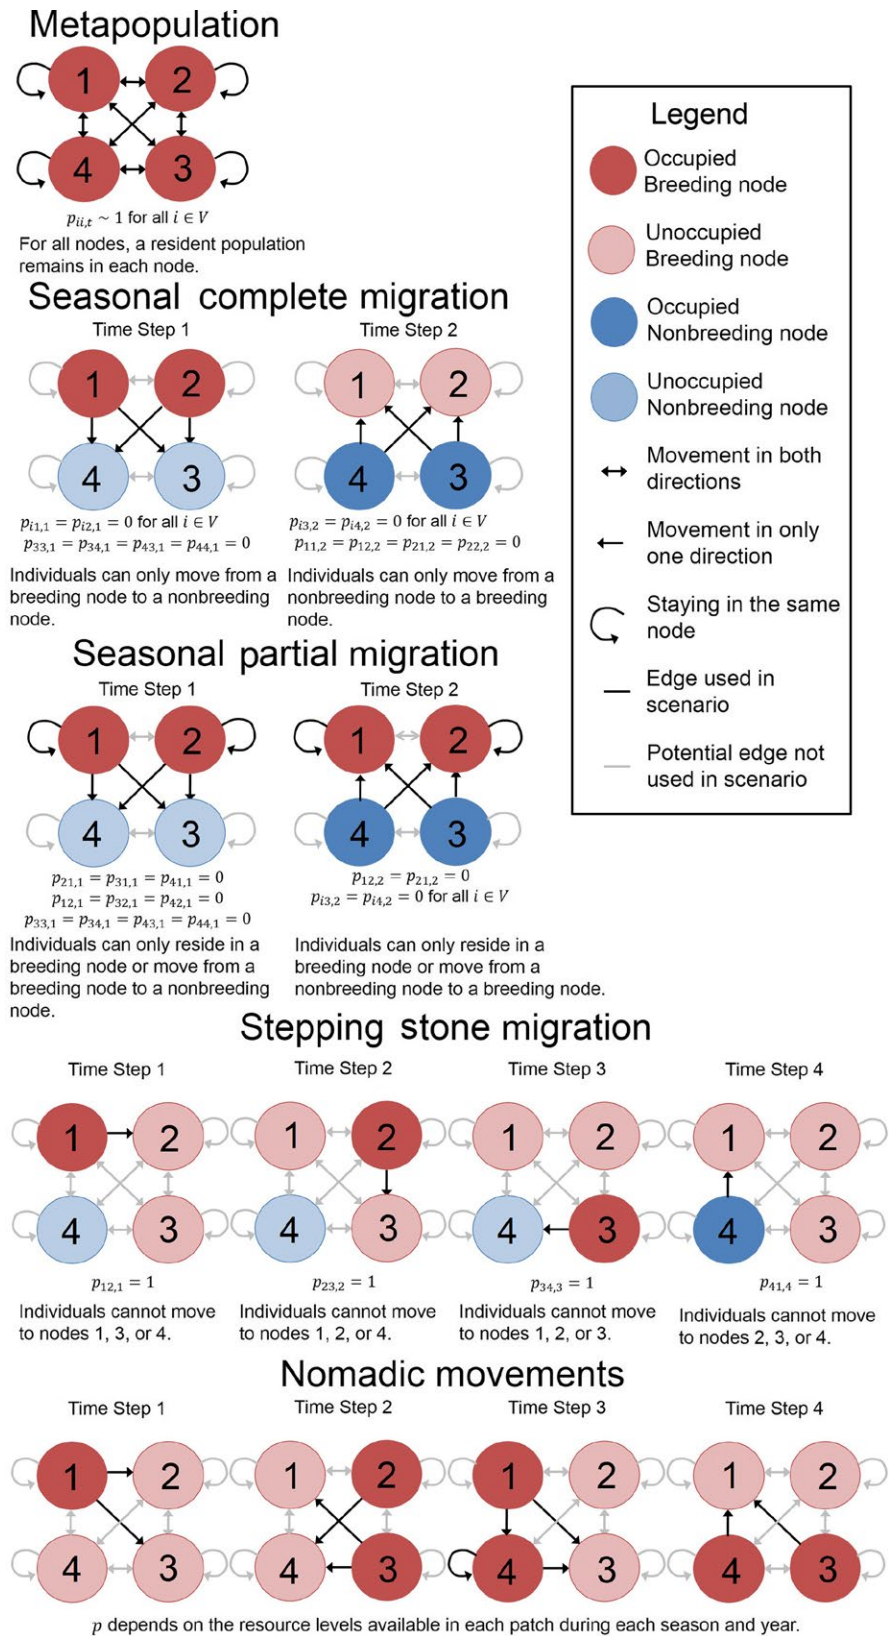 Metapopulation
1 2
4 3
p_{ii,t} ~ 1 for all i ∈ V
For all nodes, a resident population
remains in each node.
Legend
Occupied
Breeding node
Unoccupied
Breeding node
Occupied
Nonbreeding node
Unoccupied
Nonbreeding node
Movement in both
directions
Movement in only
one direction
Staying in the same
node
Edge used in
scenario
Potential edge not
used in scenario
Seasonal complete migration
Time Step 1
1 2
4 3
p_{i1,1} = p_{i2,1} = 0 for all i ∈ V
p_{33,1} = p_{34,1} = p_{43,1} = p_{44,1} = 0
Individuals can only move from a
breeding node to a nonbreeding
node.
Time Step 2
1 2
4 3
p_{i3,2} = p_{i4,2} = 0 for all i ∈ V
p_{11,2} = p_{12,2} = p_{21,2} = p_{22,2} = 0
Individuals can only move from a
nonbreeding node to a breeding
node.
Seasonal partial migration
Time Step 1
1 2
4 3
p_{21,1} = p_{31,1} = p_{41,1} = 0
p_{12,1} = p_{32,1} = p_{42,1} = 0
p_{33,1} = p_{34,1} = p_{43,1} = p_{44,1} = 0
Individuals can only reside in a
breeding node or move from a
breeding node to a nonbreeding
node.
Time Step 2
1 2
4 3
p_{12,2} = p_{21,2} = 0
p_{i3,2} = p_{i4,2} = 0 for all i ∈ V
Individuals can only reside in a
breeding node or move from a
nonbreeding node to a breeding node.
Stepping stone migration
Time Step 1
1 2
4 3
p_{12,1} = 1
Individuals cannot move
to nodes 1, 3, or 4.
Time Step 2
1 2
4 3
p_{23,2} = 1
Individuals cannot move
to nodes 1, 2, or 4.
Time Step 3
1 2
4 3
p_{34,3} = 1
Individuals cannot move
to nodes 1, 2, or 3.
Time Step 4
1 2
4 3
p_{41,4} = 1
Individuals cannot move
to nodes 2, 3, or 4.
Nomadic movements
Time Step 1
1 2
4 3
Time Step 2
1 2
4 3
Time Step 3
1 2
4 3
Time Step 4
1 2
4 3
p depends on the resource levels available in each patch during each season and year.